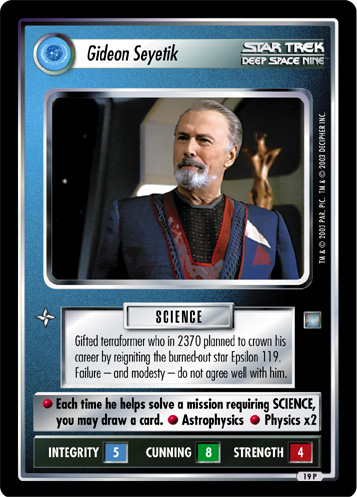 Gideon Seyetik
STAR TREK
DEEP SPACE NINE
TM & © 2003 PAR. PIC. TM & © 2003 DECIPHER INC.
SCIENCE
Gifted terraformer who in 2370 planned to crown his
career by reigniting the burned-out star Epsilon 119.
Failure – and modesty – do not agree well with him.
● Each time he helps solve a mission requiring SCIENCE,
you may draw a card. ● Astrophysics ● Physics x2
INTEGRITY 5 CUNNING 8 STRENGTH 4
19 P